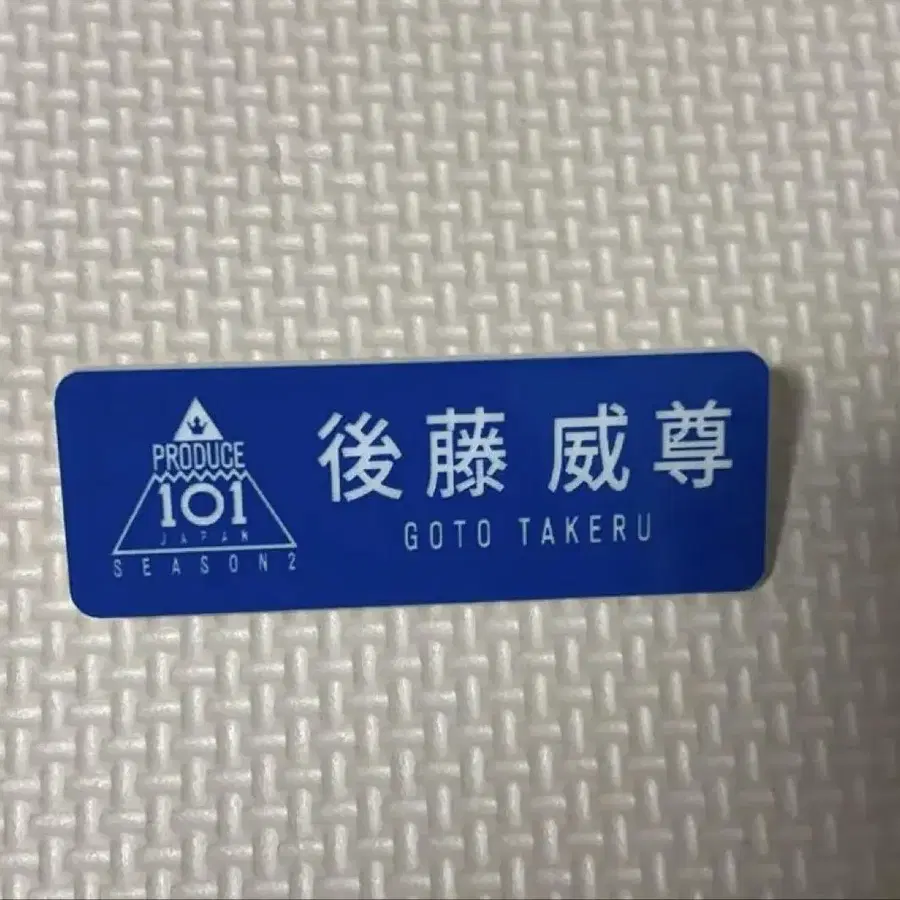 PRODUCE
101
JAPAN
SEASON2
後藤 威尊
GOTO TAKERU